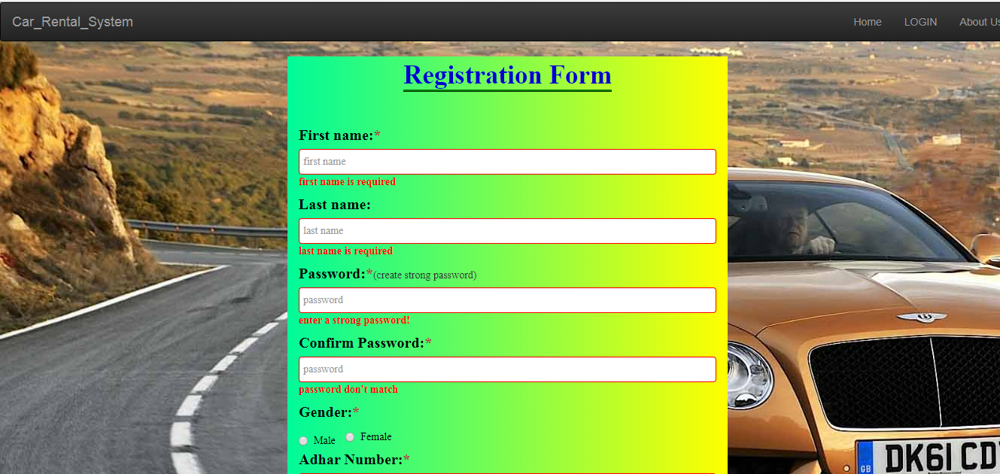 Car_Rental_System Home LOGIN About Us
Registration Form
First name:*
first name
first name is required
Last name:
last name
last name is required
Password:*(create strong password)
password
enter a strong password!
Confirm Password:*
password
password don't match
Gender:*
Male Female
Adhar Number:*
GB DK61 CD